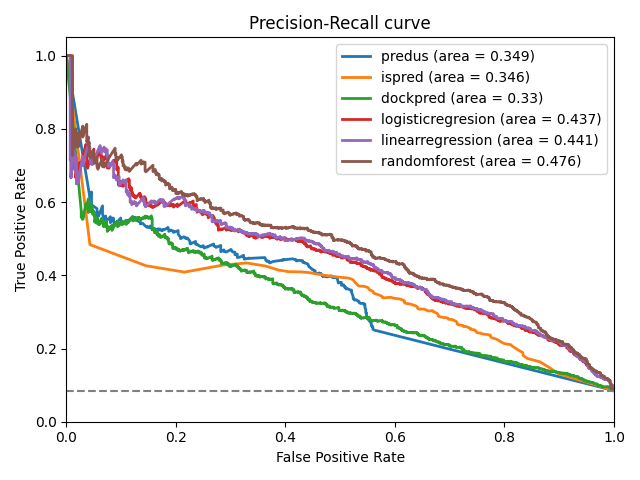 Precision-Recall curve
predus (area = 0.349)
ispred (area = 0.346)
dockpred (area = 0.33)
logisticregresion (area = 0.437)
linearregression (area = 0.441)
randomforest (area = 0.476)
True Positive Rate
1.0
0.8
0.6
0.4
0.2
0.0
0.0 0.2 0.4 0.6 0.8 1.0
False Positive Rate